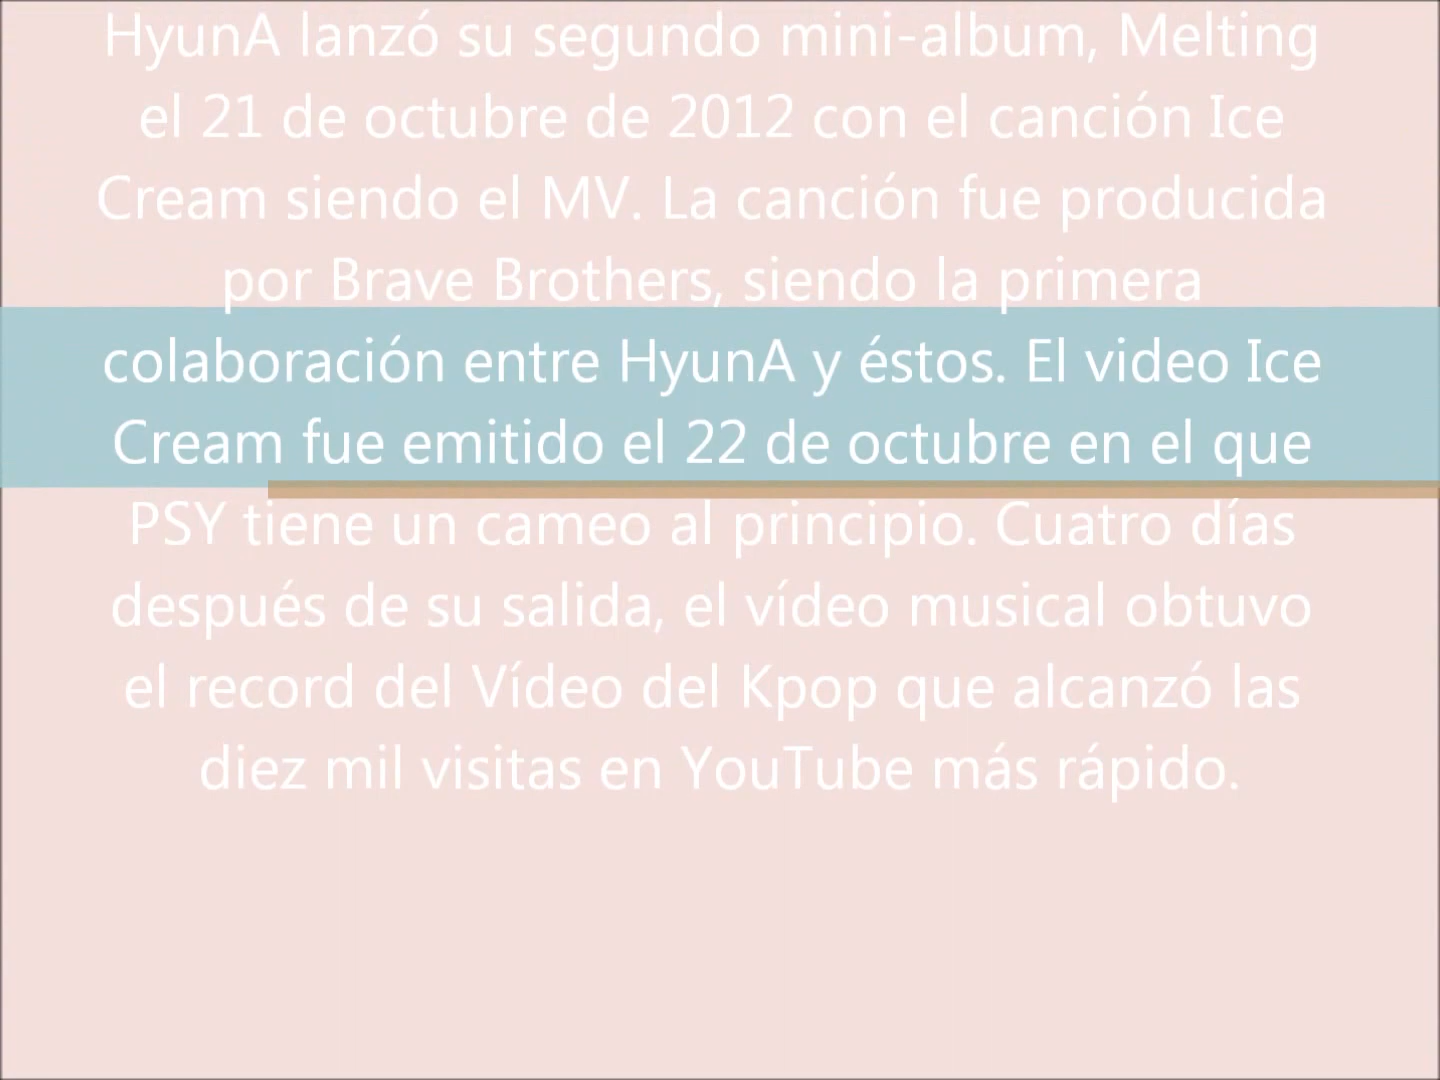 HyunA lanzó su segundo mini-album, Melting
el 21 de octubre de 2012 con el canción Ice
Cream siendo el MV. La canción fue producida
por Brave Brothers, siendo la primera
colaboración entre HyunA y éstos. El video Ice
Cream fue emitido el 22 de octubre en el que
PSY tiene un cameo al principio. Cuatro días
después de su salida, el vídeo musical obtuvo
el record del Vídeo del Kpop que alcanzó las
diez mil visitas en YouTube más rápido.